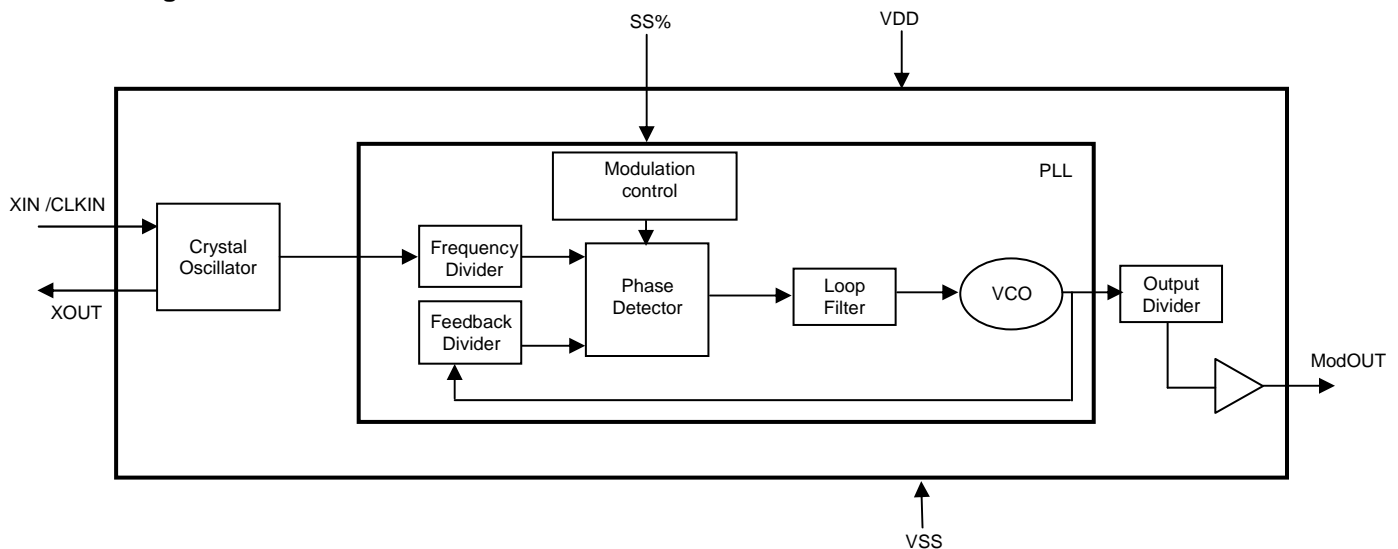 SS%
VDD
Modulation
control
PLL
XIN /CLKIN
Crystal
Oscillator
XOUT
Frequency
Divider
Feedback
Divider
Phase
Detector
Loop
Filter
VCO
Output
Divider
ModOUT
VSS